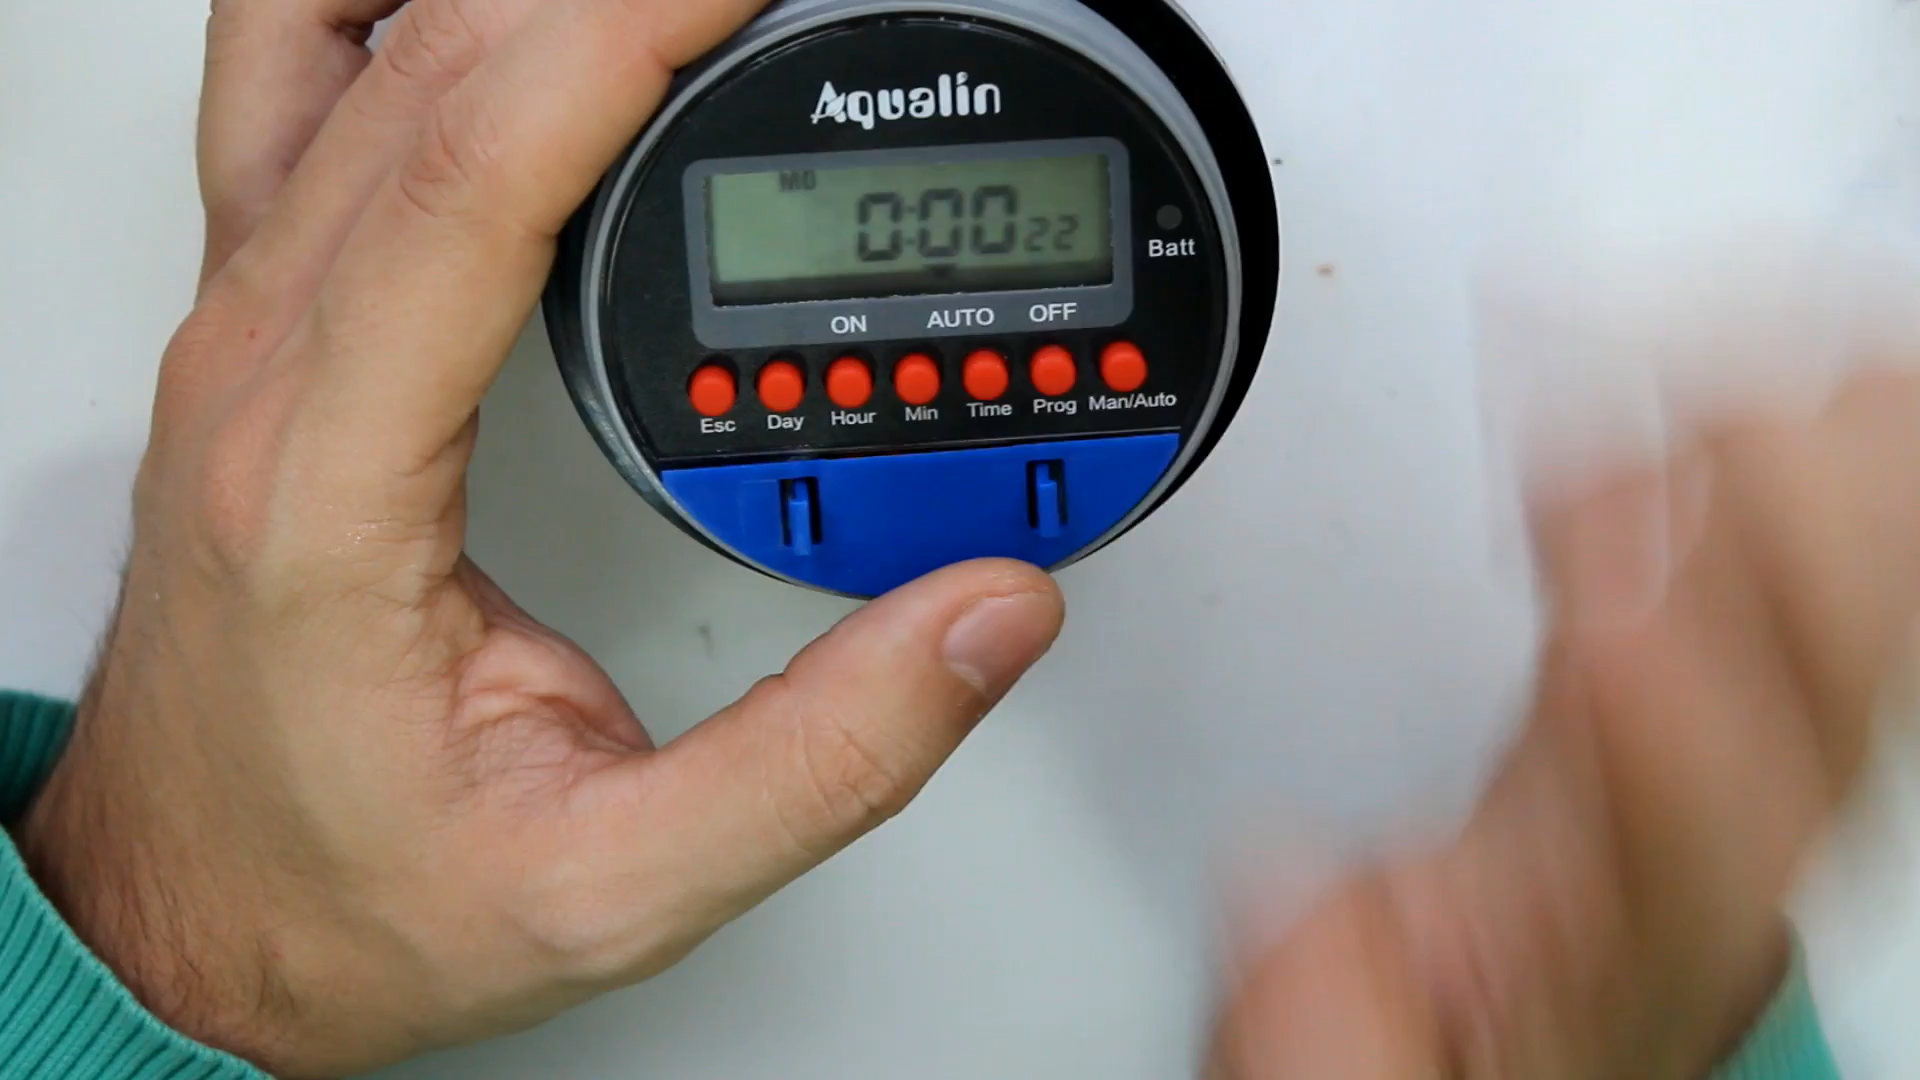 Aqualin
MO
0:00 22
Batt
ON AUTO OFF
Esc Day Hour Min Time Prog Man/Auto